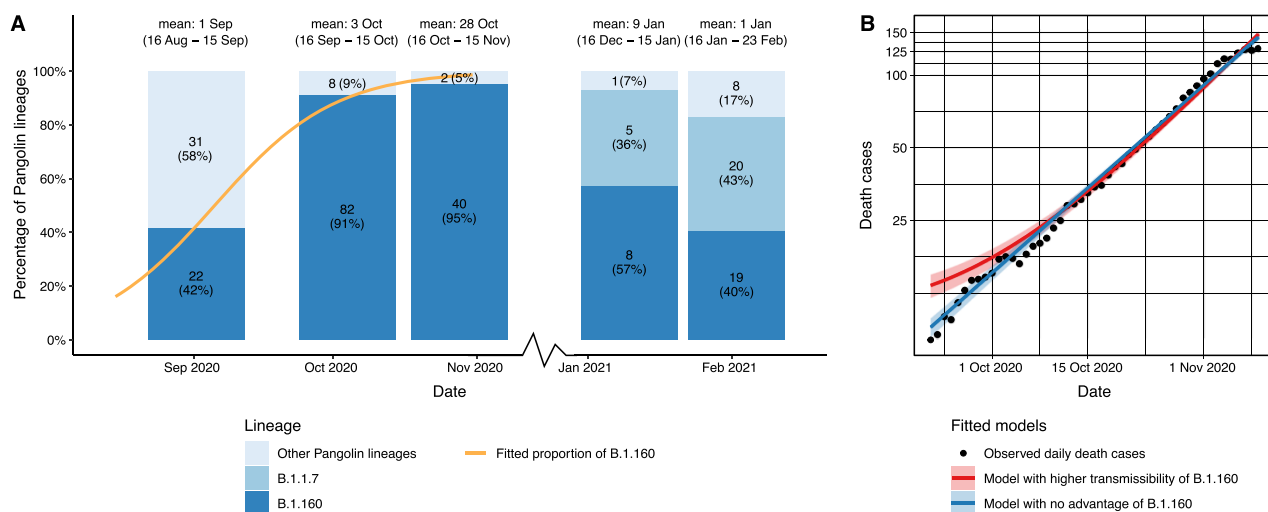 A
mean: 1 Sep
(16 Aug – 15 Sep)
mean: 3 Oct
(16 Sep – 15 Oct)
mean: 28 Oct
(16 Oct – 15 Nov)
mean: 9 Jan
(16 Dec – 15 Jan)
mean: 1 Jan
(16 Jan – 23 Feb)
Percentage of Pangolin lineages
100%
80%
60%
40%
20%
0%
31
(58%)
22
(42%)
8 (9%)
82
(91%)
2 (5%)
40
(95%)
1 (7%)
5
(36%)
8
(57%)
8
(17%)
20
(43%)
19
(40%)
Sep 2020
Oct 2020
Nov 2020
Jan 2021
Feb 2021
Date
Lineage
Other Pangolin lineages
B.1.1.7
B.1.160
Fitted proportion of B.1.160
B
Death cases
150
125
100
50
25
1 Oct 2020
15 Oct 2020
1 Nov 2020
Date
Fitted models
Observed daily death cases
Model with higher transmissibility of B.1.160
Model with no advantage of B.1.160